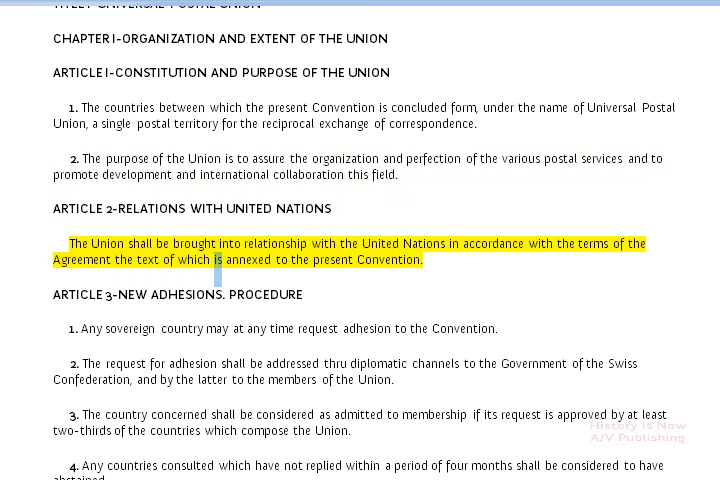 TITLE I-UNIVERSAL POSTAL UNION
CHAPTER I-ORGANIZATION AND EXTENT OF THE UNION
ARTICLE I-CONSTITUTION AND PURPOSE OF THE UNION
1. The countries between which the present Convention is concluded form, under the name of Universal Postal
Union, a single postal territory for the reciprocal exchange of correspondence.
2. The purpose of the Union is to assure the organization and perfection of the various postal services and to
promote development and international collaboration this field.
ARTICLE 2-RELATIONS WITH UNITED NATIONS
The Union shall be brought into relationship with the United Nations in accordance with the terms of the
Agreement the text of which is annexed to the present Convention.
ARTICLE 3-NEW ADHESIONS. PROCEDURE
1. Any sovereign country may at any time request adhesion to the Convention.
2. The request for adhesion shall be addressed thru diplomatic channels to the Government of the Swiss
Confederation, and by the latter to the members of the Union.
3. The country concerned shall be considered as admitted to membership if its request is approved by at least
two-thirds of the countries which compose the Union.
History is Now
A/V Publishing
4. Any countries consulted which have not replied within a period of four months shall be considered to have
abstained.